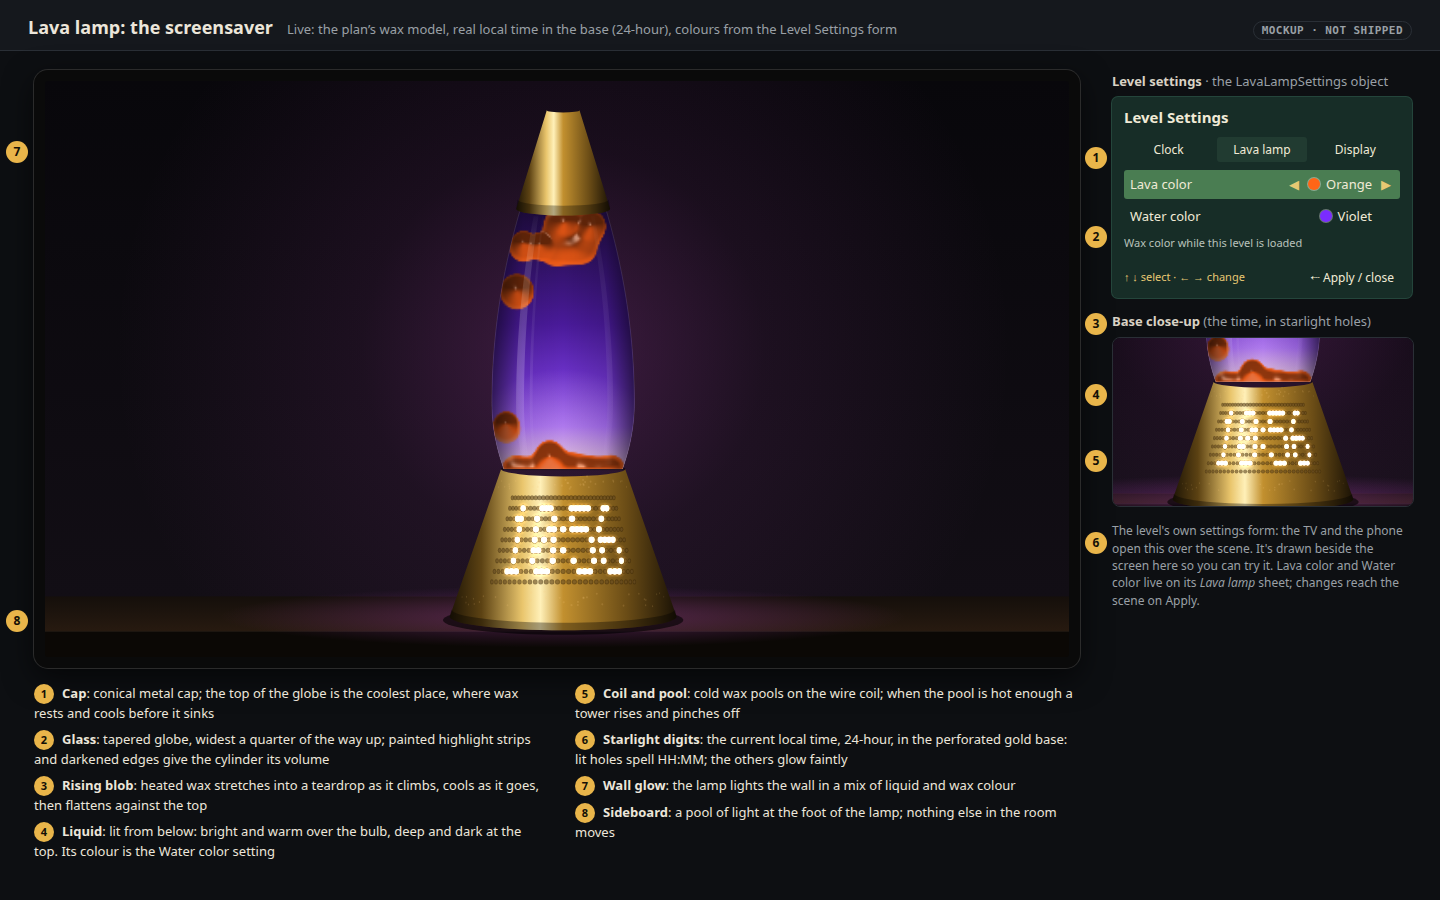 Lava lamp: the screensaver
Live: the plan's wax model, real local time in the base (24-hour), colours from the Level Settings form
MOCKUP · NOT SHIPPED
7
8
Level settings · the LavaLampSettings object
Level Settings
Clock Lava lamp Display
1
Lava color ◀ Orange ▶
Water color Violet
2
Wax color while this level is loaded
↑ ↓ select · ← → change
← Apply / close
3 Base close-up (the time, in starlight holes)
4
5
6
The level's own settings form: the TV and the phone
open this over the scene. It's drawn beside the
screen here so you can try it. Lava color and Water
color live on its Lava lamp sheet; changes reach the
scene on Apply.
1 Cap: conical metal cap; the top of the globe is the coolest place, where wax
rests and cools before it sinks
2 Glass: tapered globe, widest a quarter of the way up; painted highlight strips
and darkened edges give the cylinder its volume
3 Rising blob: heated wax stretches into a teardrop as it climbs, cools as it goes,
then flattens against the top
4 Liquid: lit from below: bright and warm over the bulb, deep and dark at the
top. Its colour is the Water color setting
5 Coil and pool: cold wax pools on the wire coil; when the pool is hot enough a
tower rises and pinches off
6 Starlight digits: the current local time, 24-hour, in the perforated gold base:
lit holes spell HH:MM; the others glow faintly
7 Wall glow: the lamp lights the wall in a mix of liquid and wax colour
8 Sideboard: a pool of light at the foot of the lamp; nothing else in the room
moves